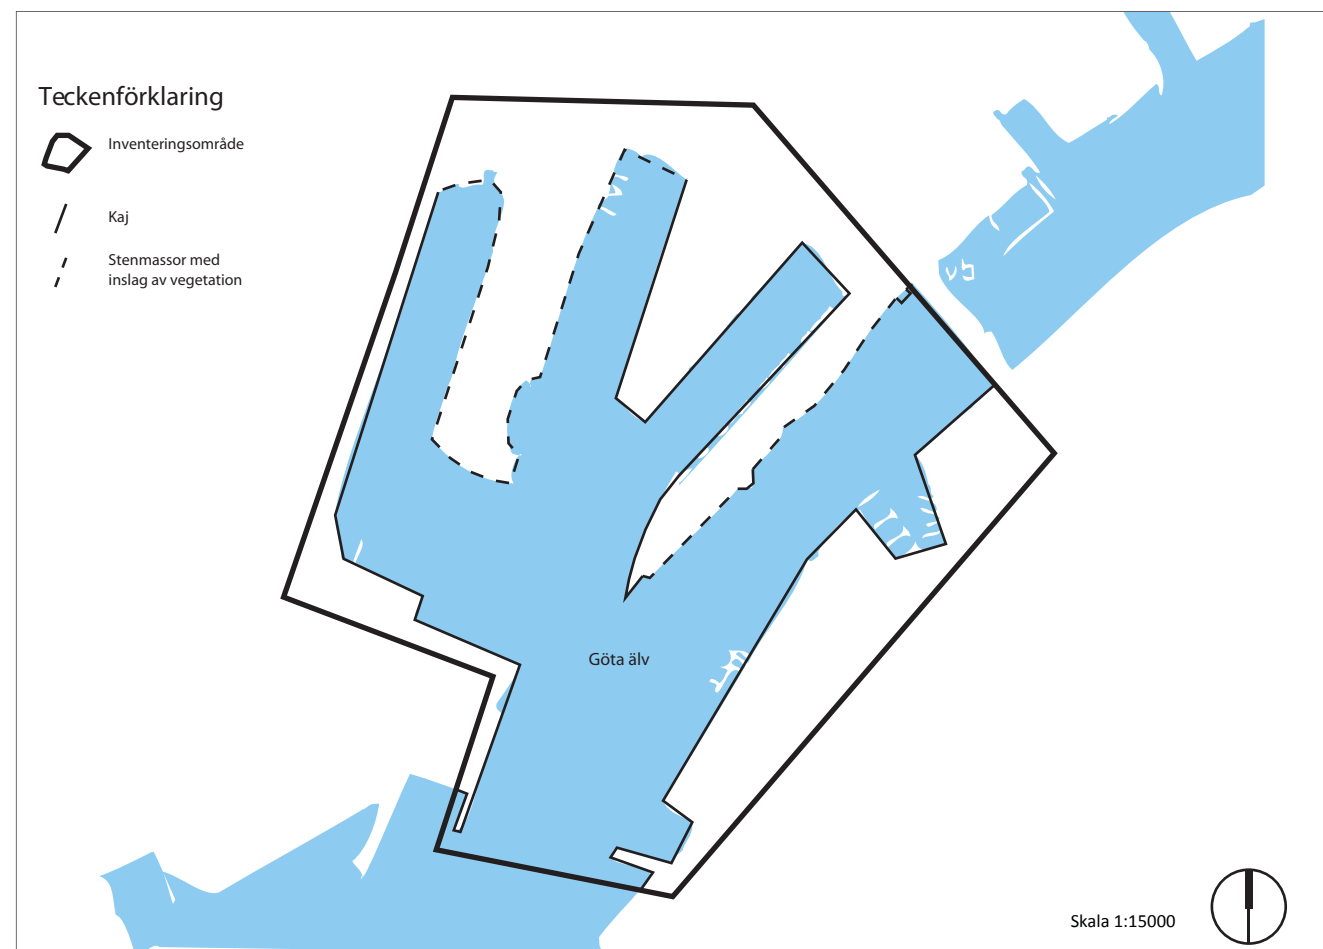 Teckenförklaring
Inventeringsområde
Kaj
Stenmassor med
inslag av vegetation
Göta älv
Skala 1:15000